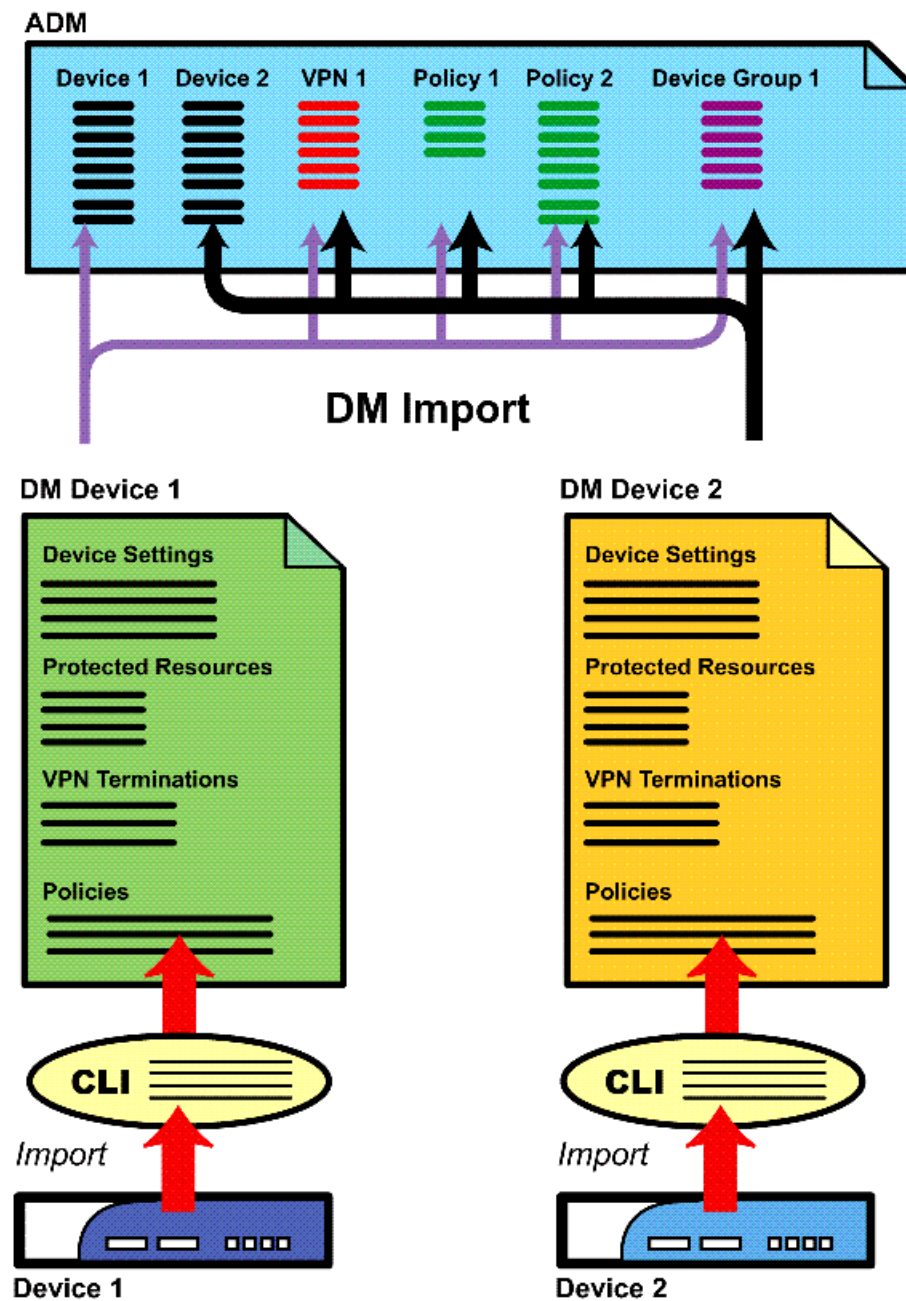 ADM
Device 1 Device 2 VPN 1 Policy 1 Policy 2 Device Group 1
DM Import
DM Device 1
Device Settings
Protected Resources
VPN Terminations
Policies
CLI
Import
Device 1
DM Device 2
Device Settings
Protected Resources
VPN Terminations
Policies
CLI
Import
Device 2